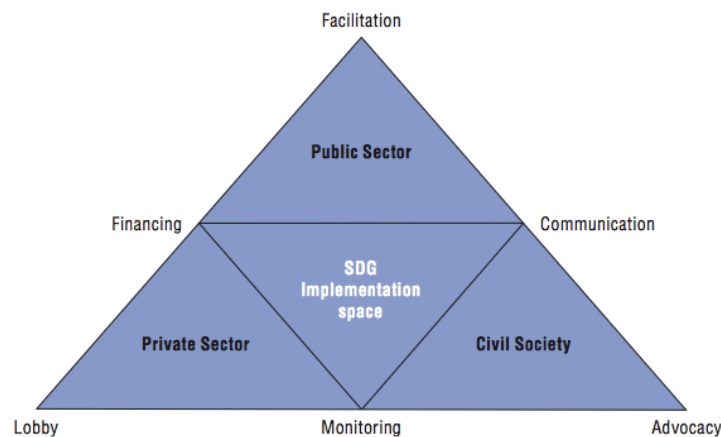 Facilitation
Public Sector
Financing
Communication
SDG
Implementation
space
Private Sector
Civil Society
Lobby
Monitoring
Advocacy